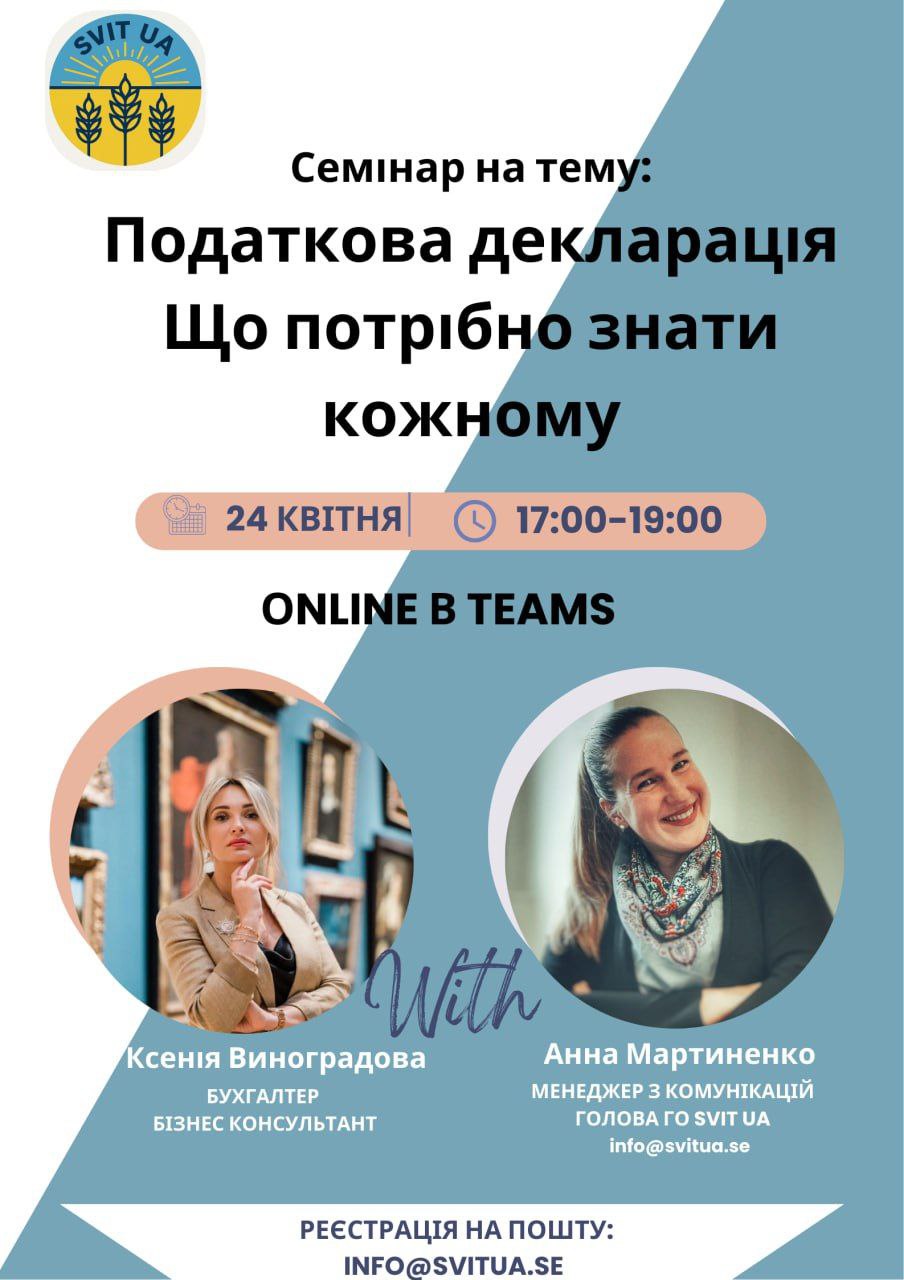 SVIT UA
Семінар на тему:
Податкова декларація
Що потрібно знати
кожному
24 КВІТНЯ
17:00-19:00
ONLINE В TEAMS
With
Ксенія Виноградова
БУХГАЛТЕР
БІЗНЕС КОНСУЛЬТАНТ
Анна Мартиненко
МЕНЕДЖЕР З КОМУНІКАЦІЙ
ГОЛОВА ГО SVIT UA
info@svitua.se
РЕЄСТРАЦІЯ НА ПОШТУ:
INFO@SVITUA.SE